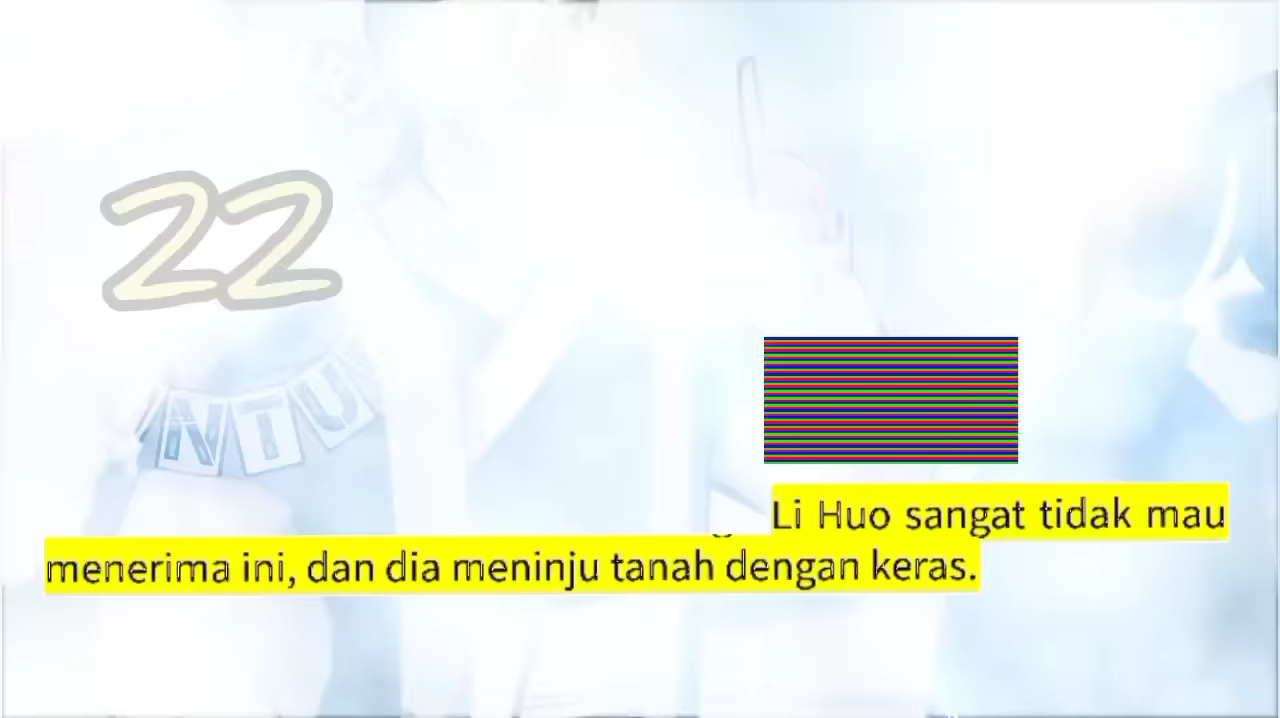 22
NTU
Li Huo sangat tidak mau
menerima ini, dan dia meninju tanah dengan keras.